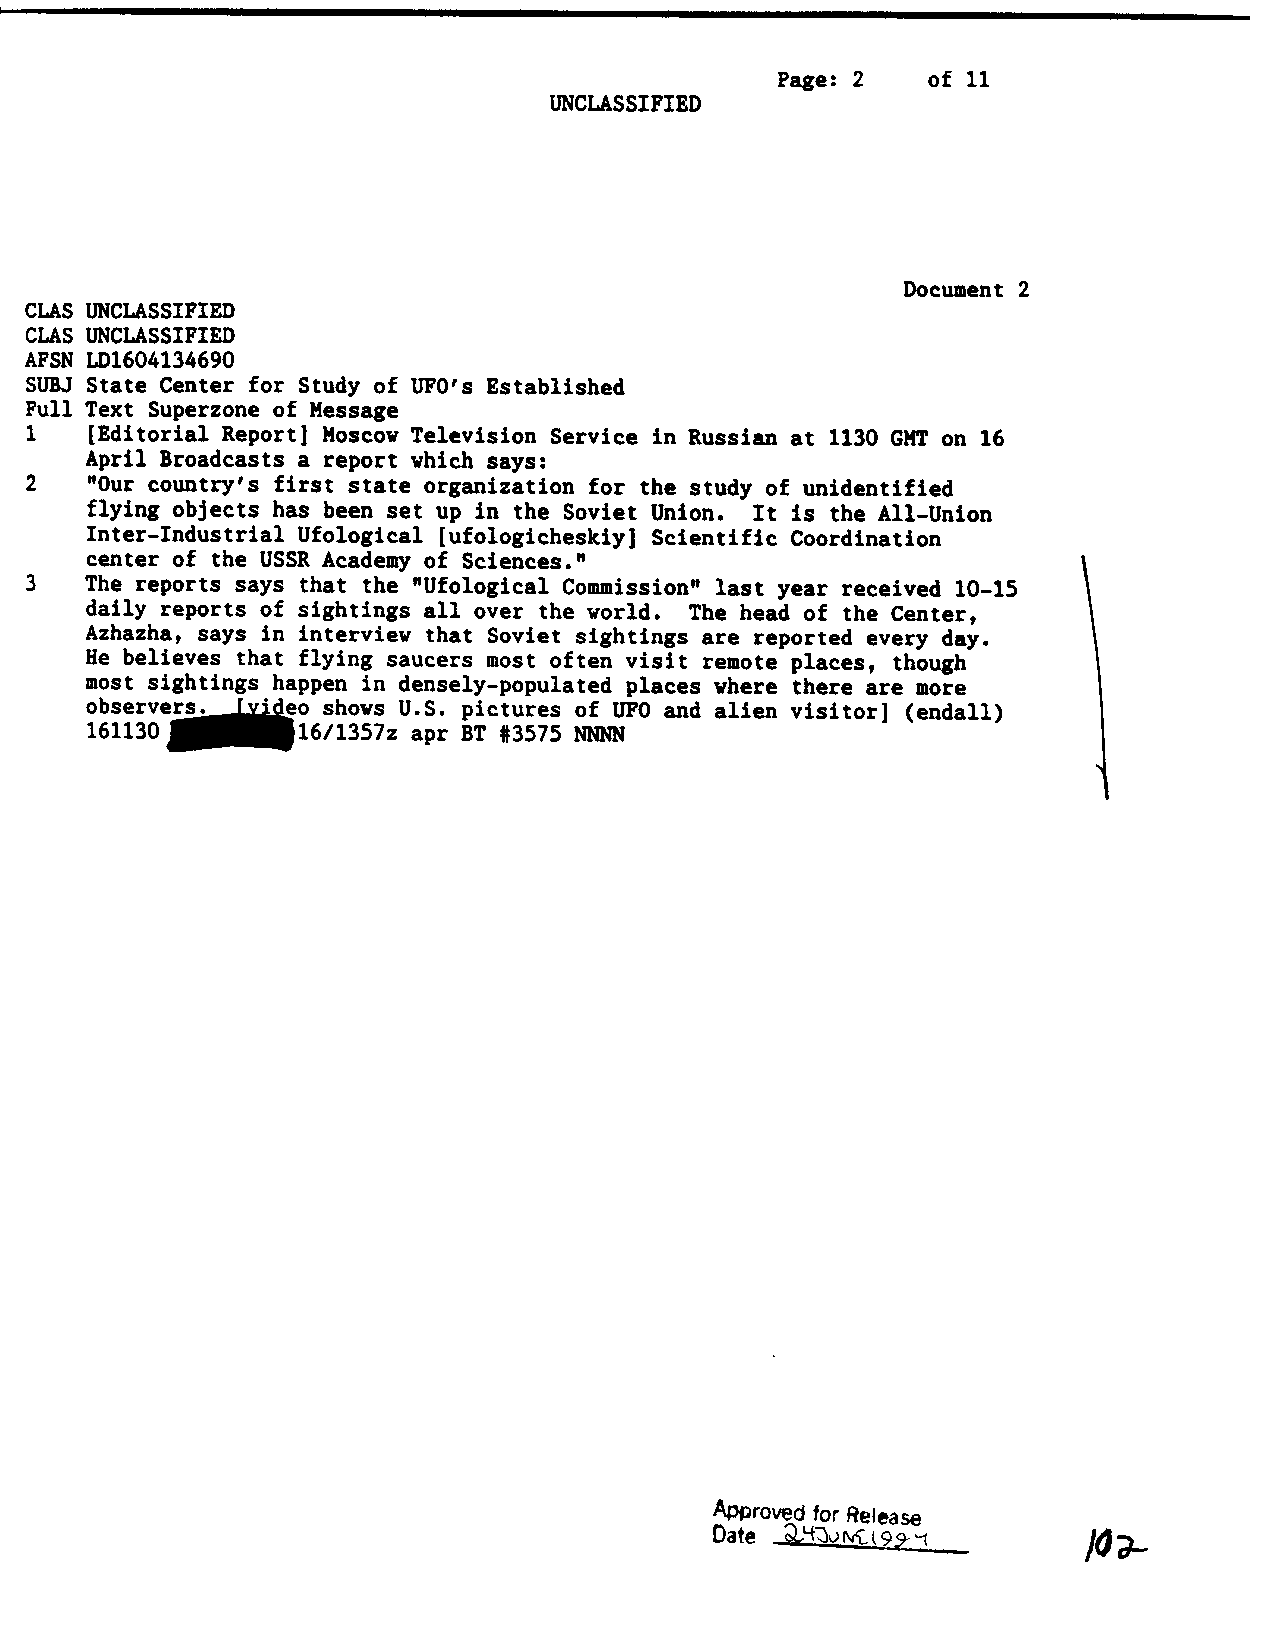 Page: 2 of 11
UNCLASSIFIED
Document 2
CLAS UNCLASSIFIED
CLAS UNCLASSIFIED
AFSN LD1604134690
SUBJ State Center for Study of UFO's Established
Full Text Superzone of Message
1 [Editorial Report] Moscow Television Service in Russian at 1130 GMT on 16
April Broadcasts a report which says:
2 "Our country's first state organization for the study of unidentified
flying objects has been set up in the Soviet Union. It is the All-Union
Inter-Industrial Ufological [ufologicheskiy] Scientific Coordination
center of the USSR Academy of Sciences."
3 The reports says that the "Ufological Commission" last year received 10-15
daily reports of sightings all over the world. The head of the Center,
Azhazha, says in interview that Soviet sightings are reported every day.
He believes that flying saucers most often visit remote places, though
most sightings happen in densely-populated places where there are more
observers. [video shows U.S. pictures of UFO and alien visitor] (endall)
161130 16/1357z apr BT #3575 NNNN
Approved for Release
Date 24JUNE
102